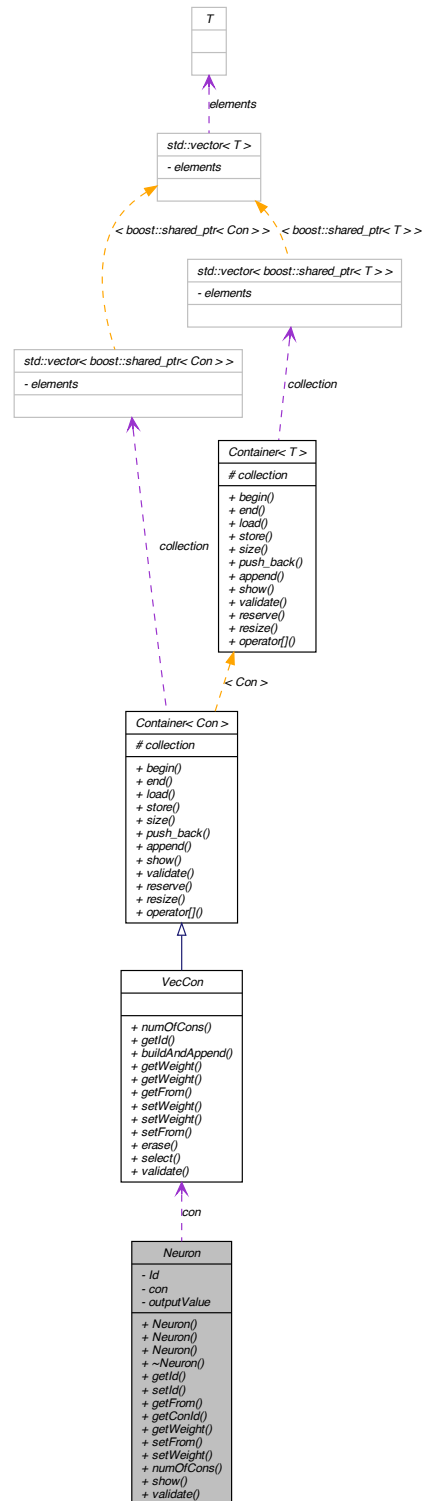 T
elements
std::vector< T >
- elements
< boost::shared_ptr< Con > >
< boost::shared_ptr< T > >
std::vector< boost::shared_ptr< T > >
- elements
std::vector< boost::shared_ptr< Con > >
- elements
collection
Container< T >
# collection
+ begin()
+ end()
+ load()
+ store()
+ size()
+ push_back()
+ append()
+ show()
+ validate()
+ reserve()
+ resize()
+ operator[]()
collection
< Con >
Container< Con >
# collection
+ begin()
+ end()
+ load()
+ store()
+ size()
+ push_back()
+ append()
+ show()
+ validate()
+ reserve()
+ resize()
+ operator[]()
VecCon
+ numOfCons()
+ getId()
+ buildAndAppend()
+ getWeight()
+ getWeight()
+ getFrom()
+ setWeight()
+ setWeight()
+ setFrom()
+ erase()
+ select()
+ validate()
con
Neuron
- Id
- con
- outputValue
+ Neuron()
+ Neuron()
+ Neuron()
+ ~Neuron()
+ getId()
+ setId()
+ getFrom()
+ getConId()
+ getWeight()
+ setFrom()
+ setWeight()
+ numOfCons()
+ show()
+ validate()